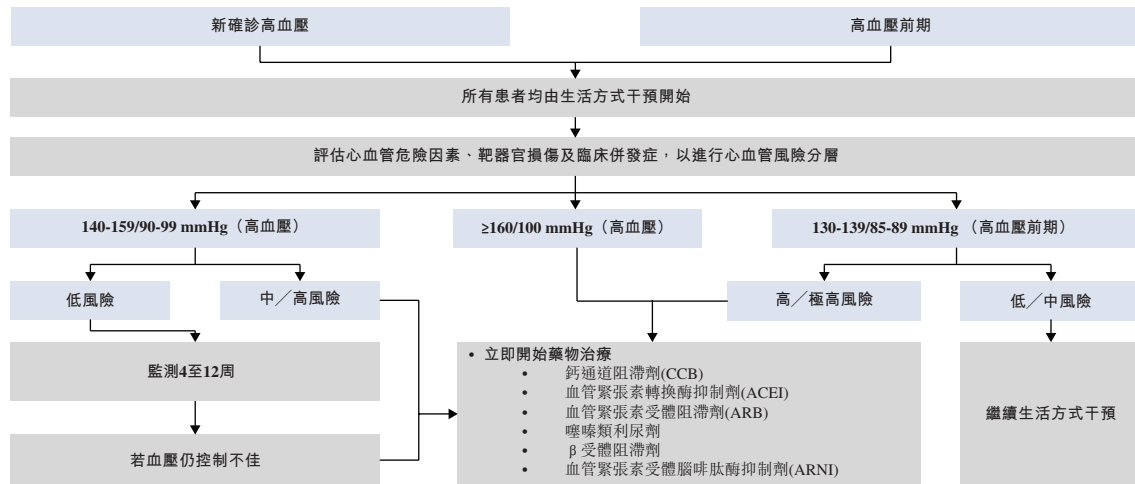 新確診高血壓
高血壓前期
所有患者均由生活方式干預開始
評估心血管危險因素、靶器官損傷及臨床併發症，以進行心血管風險分層
140-159/90-99 mmHg（高血壓）
≥160/100 mmHg（高血壓）
130-139/85-89 mmHg （高血壓前期）
低風險
中／高風險
高／極高風險
低／中風險
監測4至12周
若血壓仍控制不佳
• 立即開始藥物治療
• 鈣通道阻滯劑(CCB)
• 血管緊張素轉換酶抑制劑(ACEI)
• 血管緊張素受體阻滯劑(ARB)
• 噻嗪類利尿劑
• β受體阻滯劑
• 血管緊張素受體腦啡肽酶抑制劑(ARNI)
繼續生活方式干預